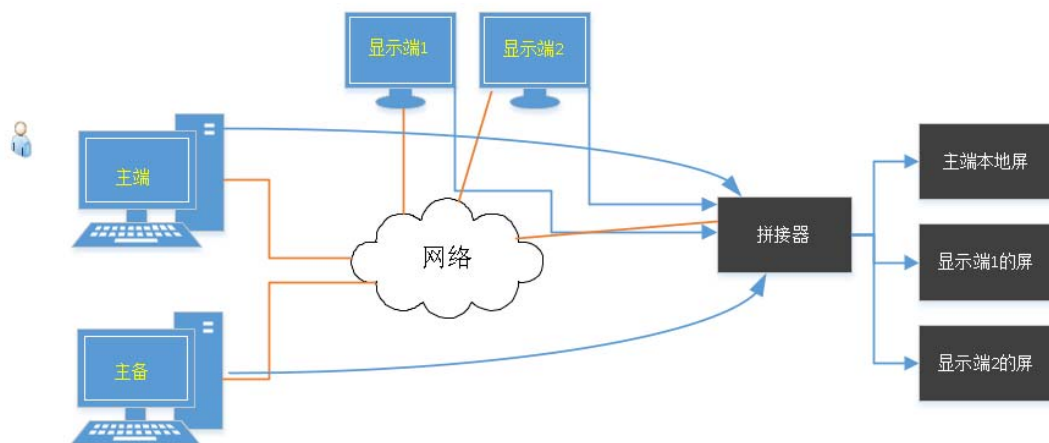 显示端1
显示端2
主端
主端本地屏
拼接器
网络
显示端1的屏
显示端2的屏
主备